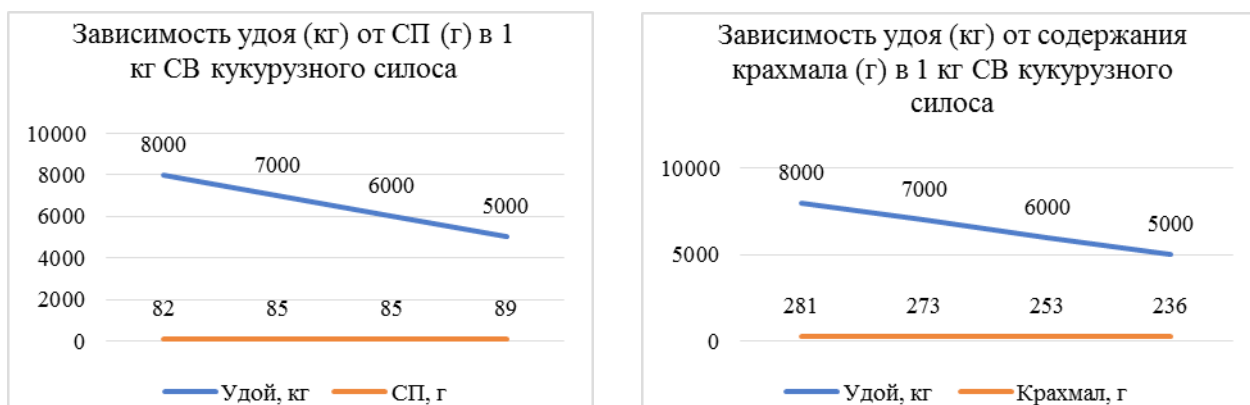 Зависимость удоя (кг) от СП (г) в 1
кг СВ кукурузного силоса
10000
8000
6000
4000
2000
0
8000
7000
6000
5000
82
85
85
89
Удой, кг
СП, г
Зависимость удоя (кг) от содержания
крахмала (г) в 1 кг СВ кукурузного
силоса
10000
5000
0
8000
7000
6000
5000
281
273
253
236
Удой, кг
Крахмал, г